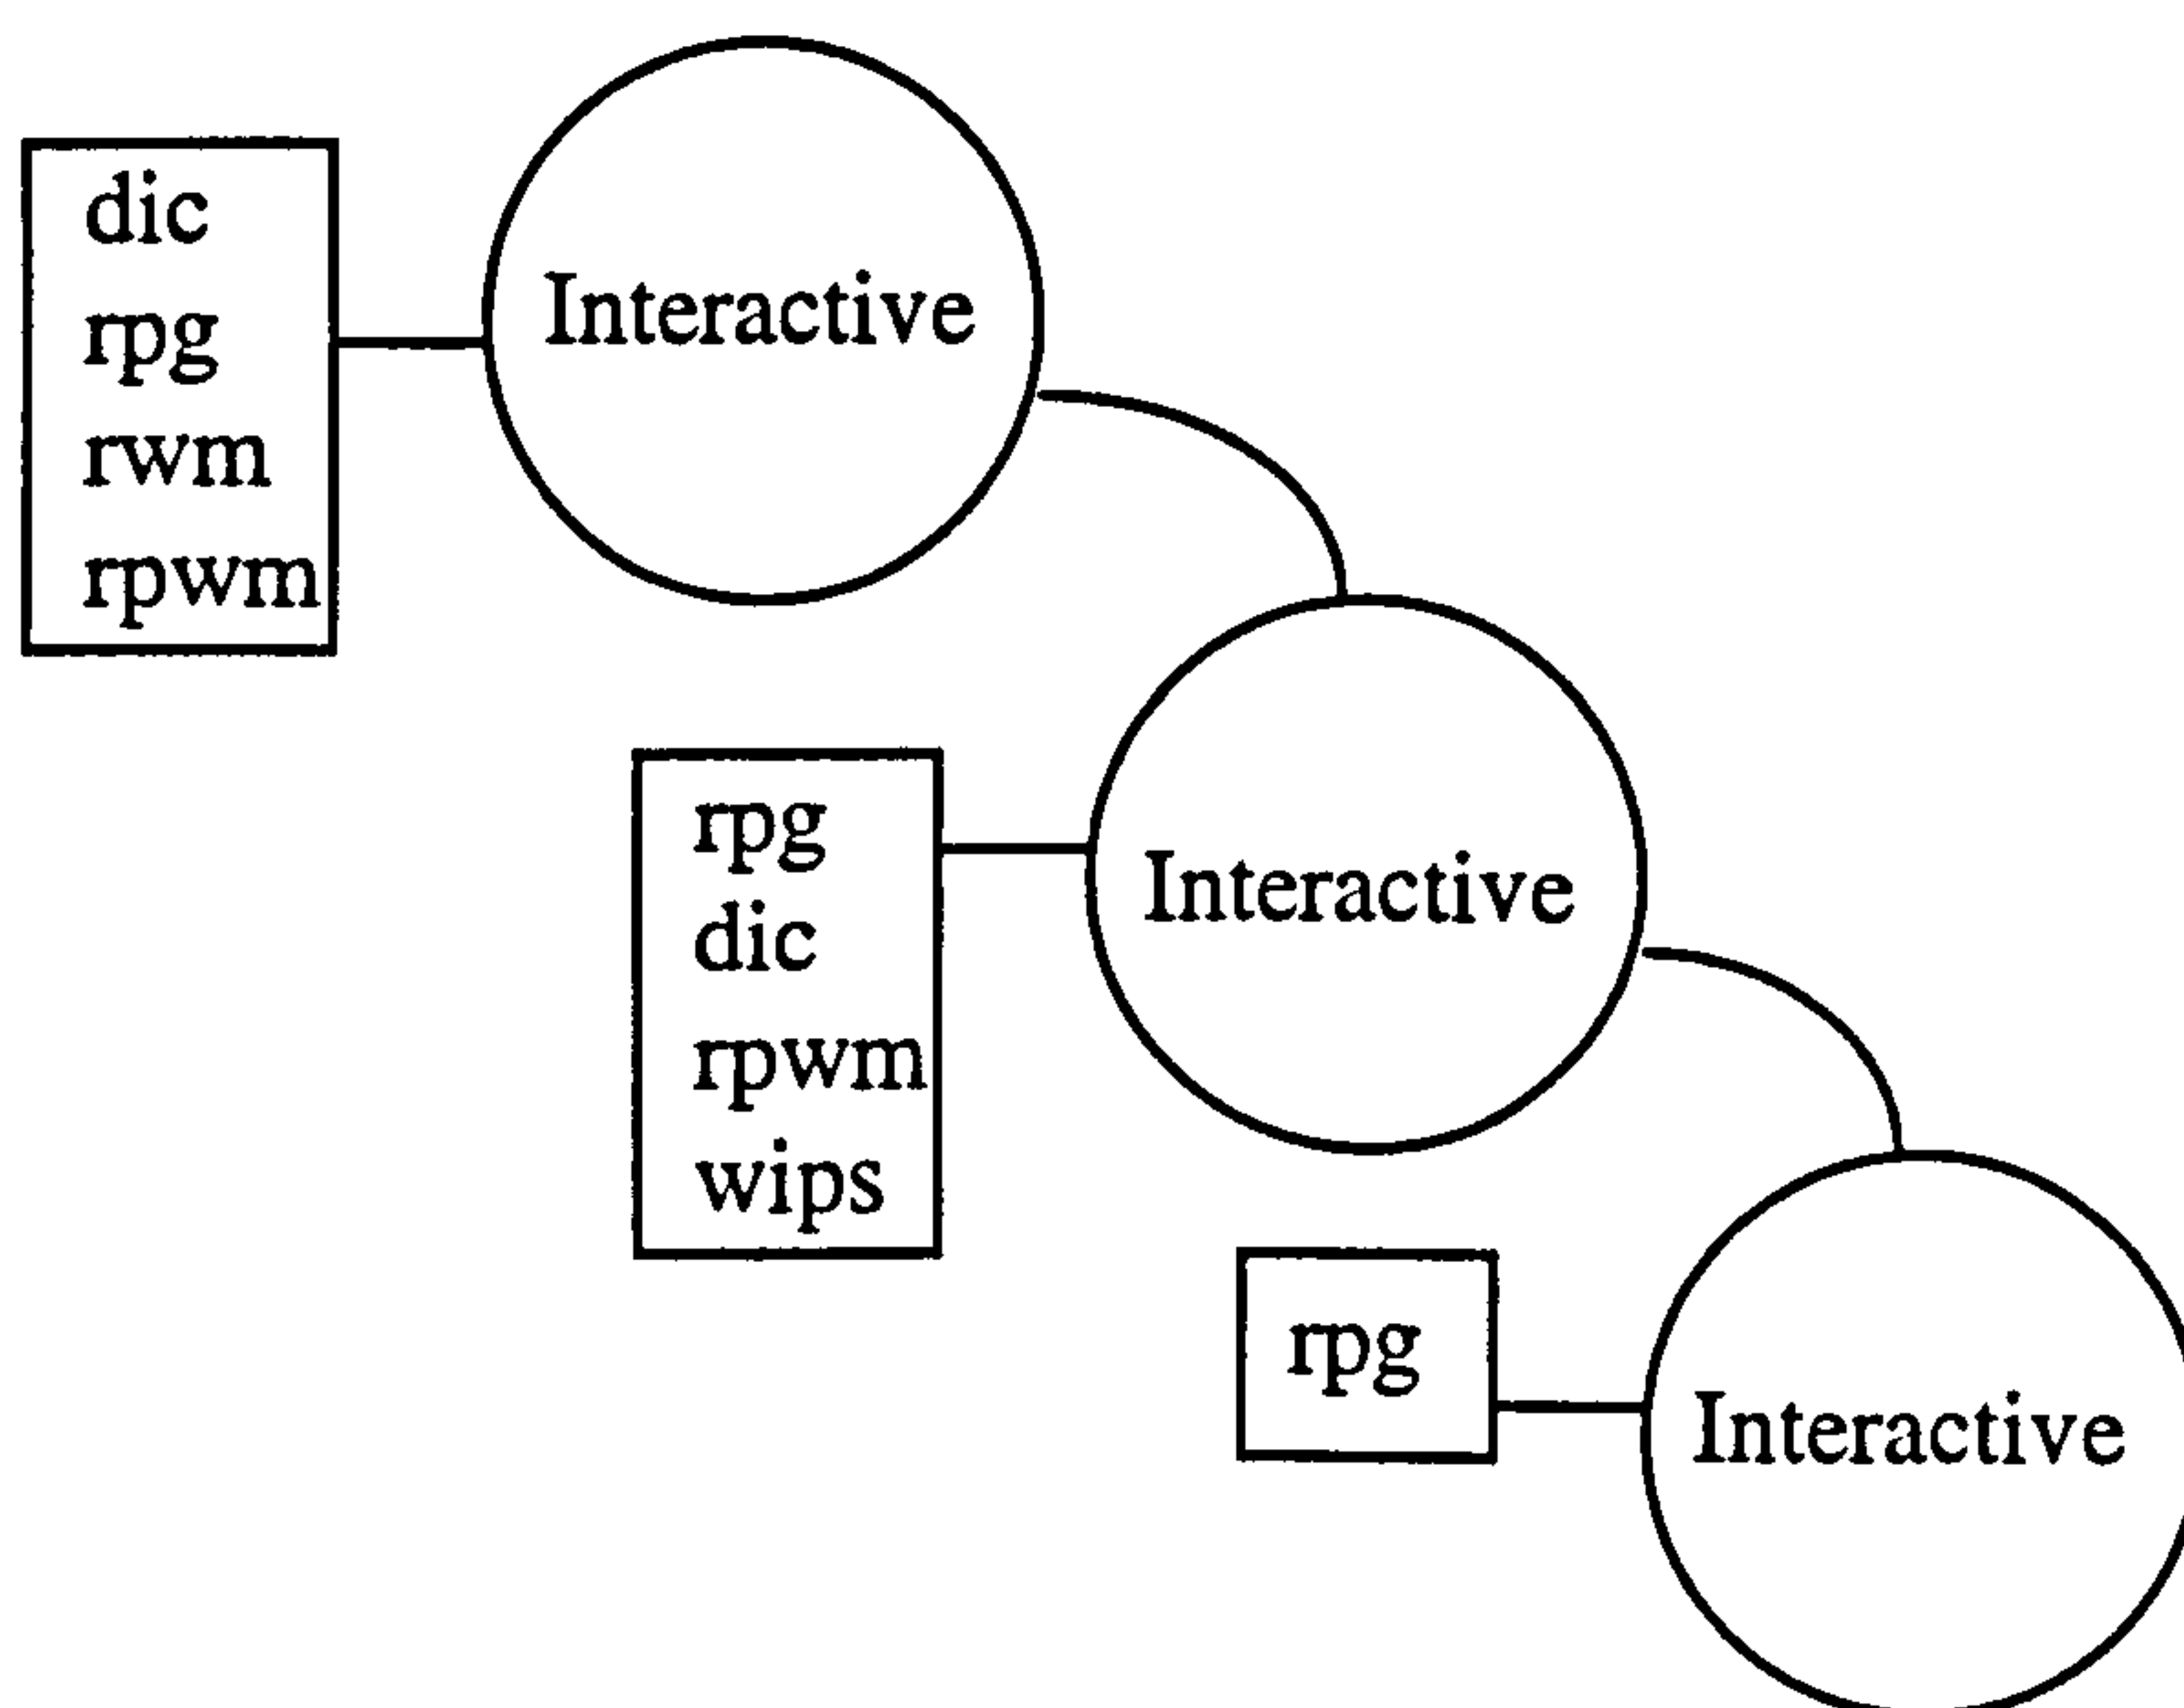 dic
rpg
rwm
rpwm
Interactive
rpg
dic
rpwm
wips
Interactive
rpg
Interactive